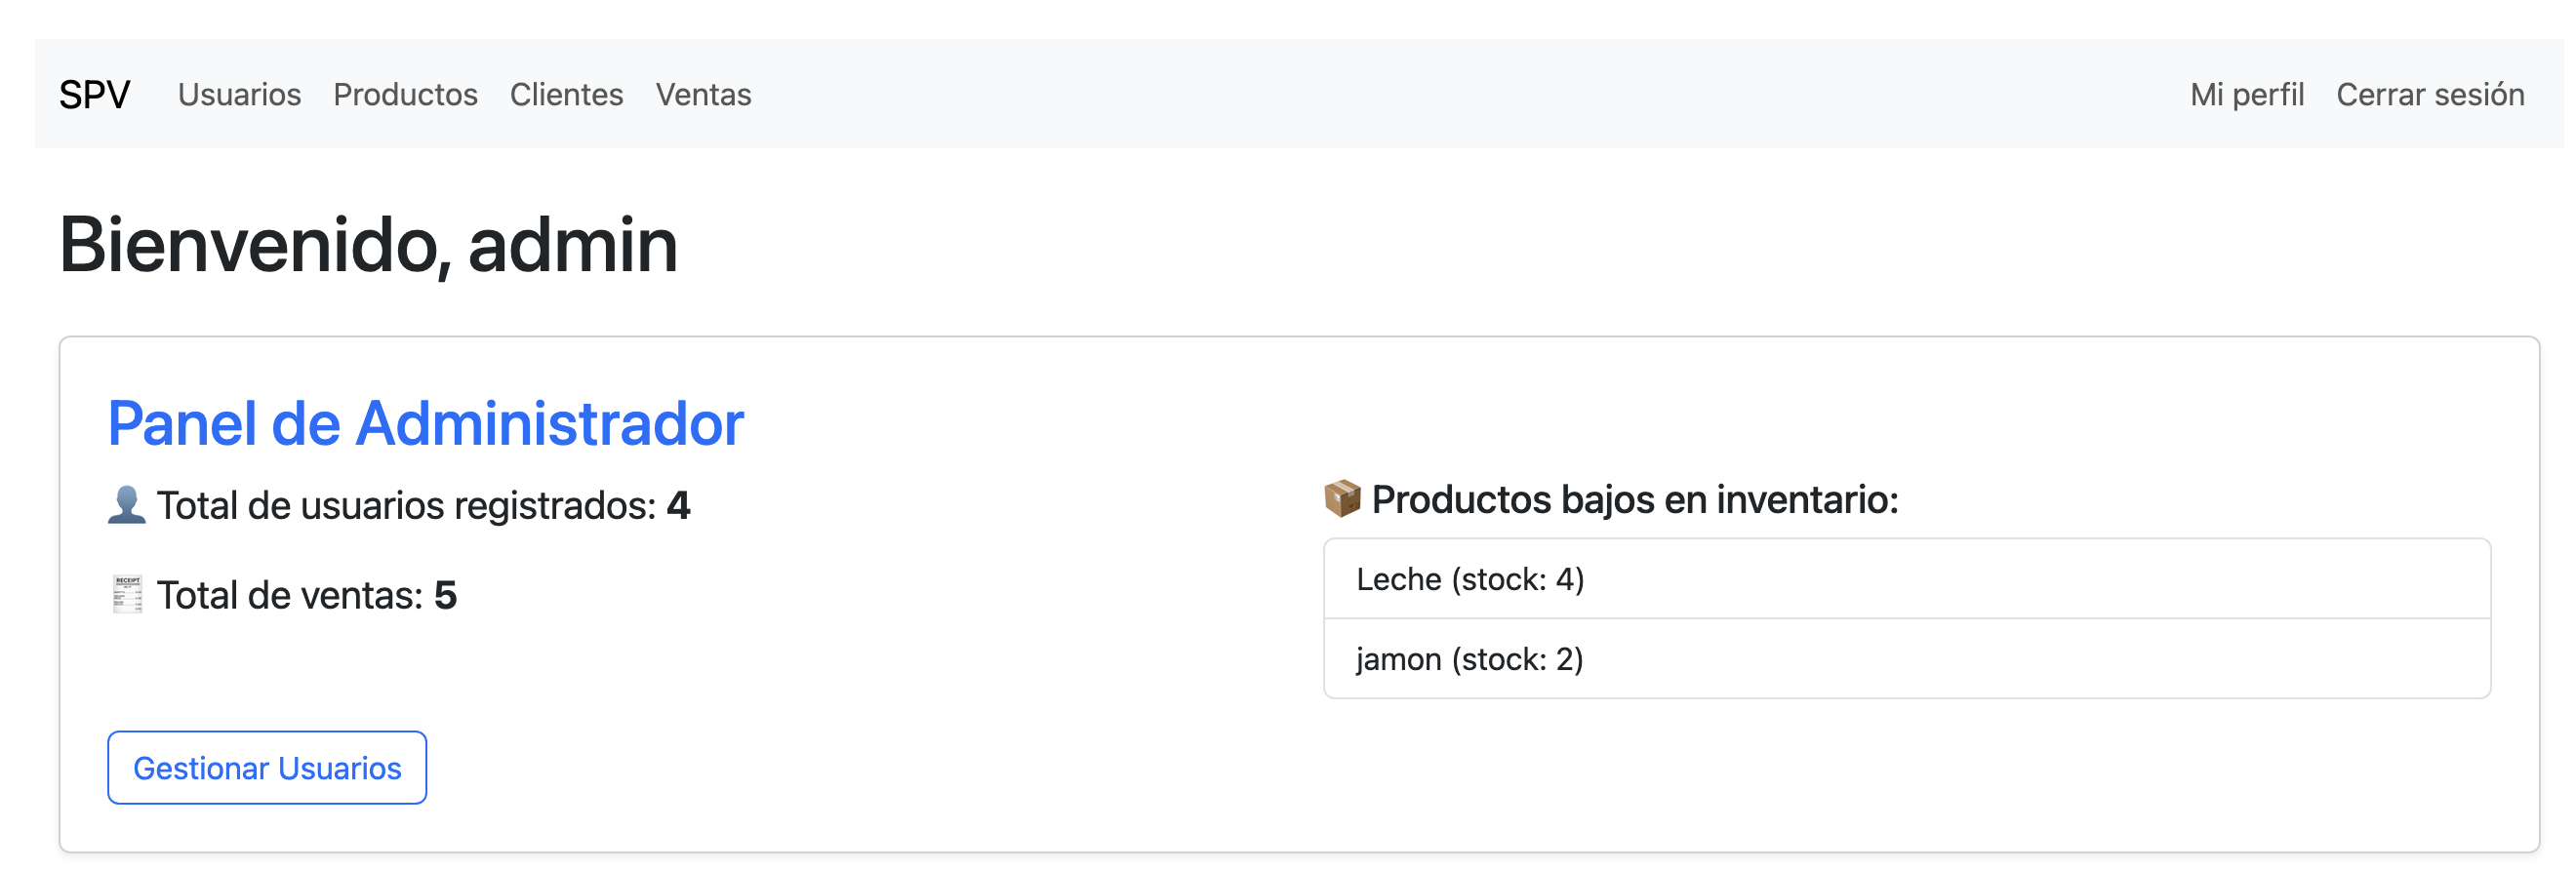 SPV Usuarios Productos Clientes Ventas Mi perfil Cerrar sesión
Bienvenido, admin
Panel de Administrador
Total de usuarios registrados: 4
Total de ventas: 5
Productos bajos en inventario:
Leche (stock: 4)
jamon (stock: 2)
Gestionar Usuarios